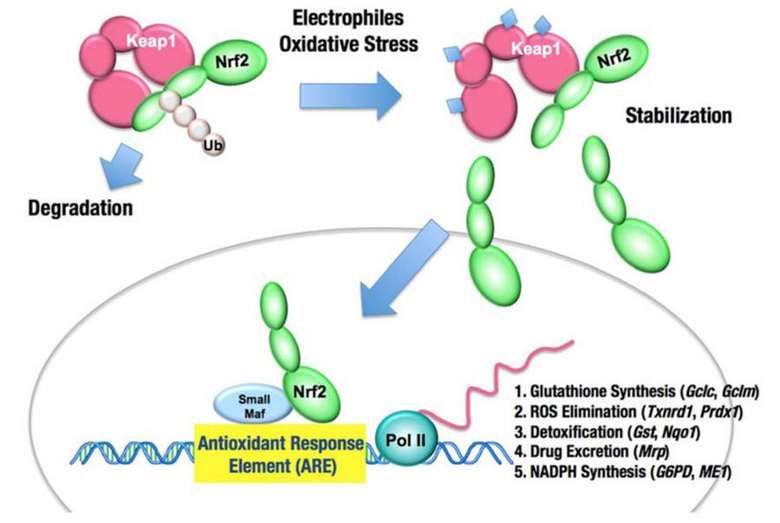 Electrophiles
Oxidative Stress
Keap1
Nrf2
Ub
Degradation
Keap1
Nrf2
Stabilization
Small
Maf
Nrf2
Antioxidant Response
Element (ARE)
Pol II
1. Glutathione Synthesis (Gclc, Gclm)
2. ROS Elimination (Txnrd1, Prdx1)
3. Detoxification (Gst, Nqo1)
4. Drug Excretion (Mrp)
5. NADPH Synthesis (G6PD, ME1)